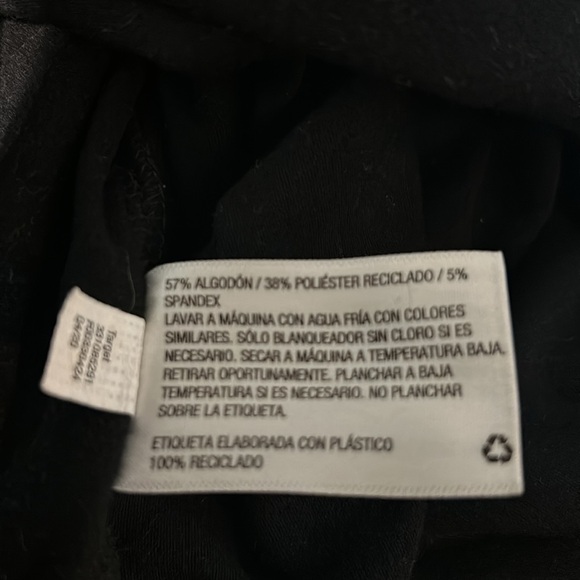 57% ALGODÓN / 38% POLIÉSTER RECICLADO / 5%
SPANDEX
LAVAR A MÁQUINA CON AGUA FRÍA CON COLORES
SIMILARES. SÓLO BLANQUEADOR SIN CLORO SI ES
NECESARIO. SECAR A MÁQUINA A TEMPERATURA BAJA.
RETIRAR OPORTUNAMENTE. PLANCHAR A BAJA
TEMPERATURA SI ES NECESARIO. NO PLANCHAR
SOBRE LA ETIQUETA.
ETIQUETA ELABORADA CON PLÁSTICO
100% RECICLADO
Target
331085291